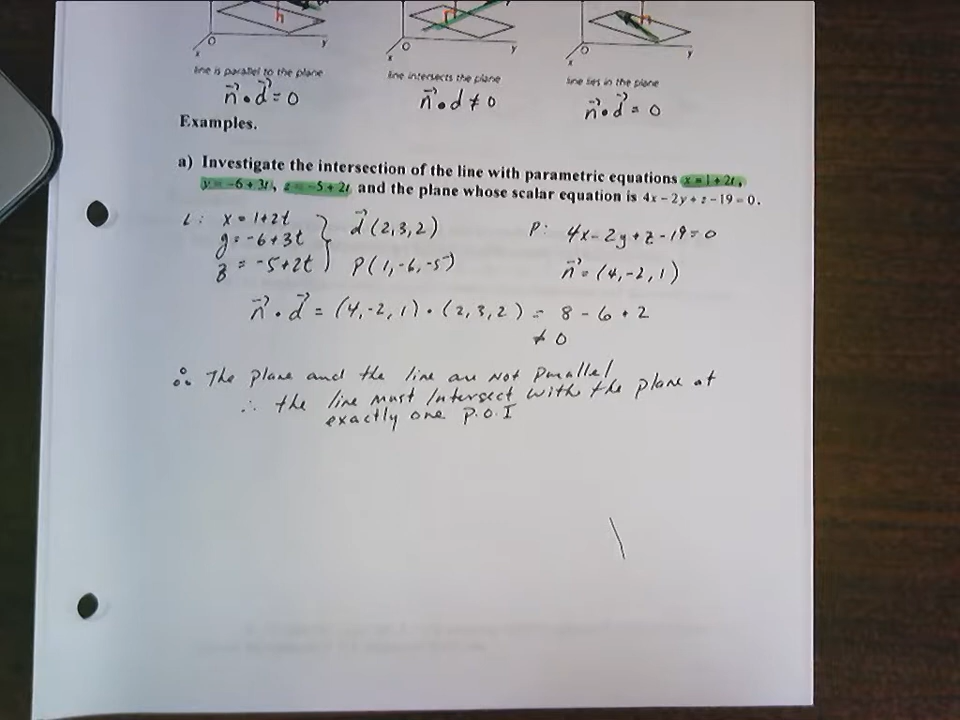 n
o
y
x
o
y
x
n
o
y
x
line is parallel to the plane
line intersects the plane
line lies in the plane
n⃗ • d⃗ = 0
n⃗ • d ≠ 0
n⃗ • d⃗ = 0
Examples.
a) Investigate the intersection of the line with parametric equations x = 1 + 2t,
y = -6 + 3t, z = -5 + 2t and the plane whose scalar equation is 4x - 2y + z - 19 = 0.
L: x = 1+2t
y = -6+3t
z = -5+2t
d⃗ (2,3,2)
P(1,-6,-5)
P: 4x-2y+z-19=0
n⃗ = (4,-2,1)
n⃗ • d⃗ = (4,-2,1) • (2,3,2) = 8 - 6 + 2
≠ 0
∴ The plane and the line are Not Parallel
∴ the line must Intersect with the plane at
exactly one P.O.I